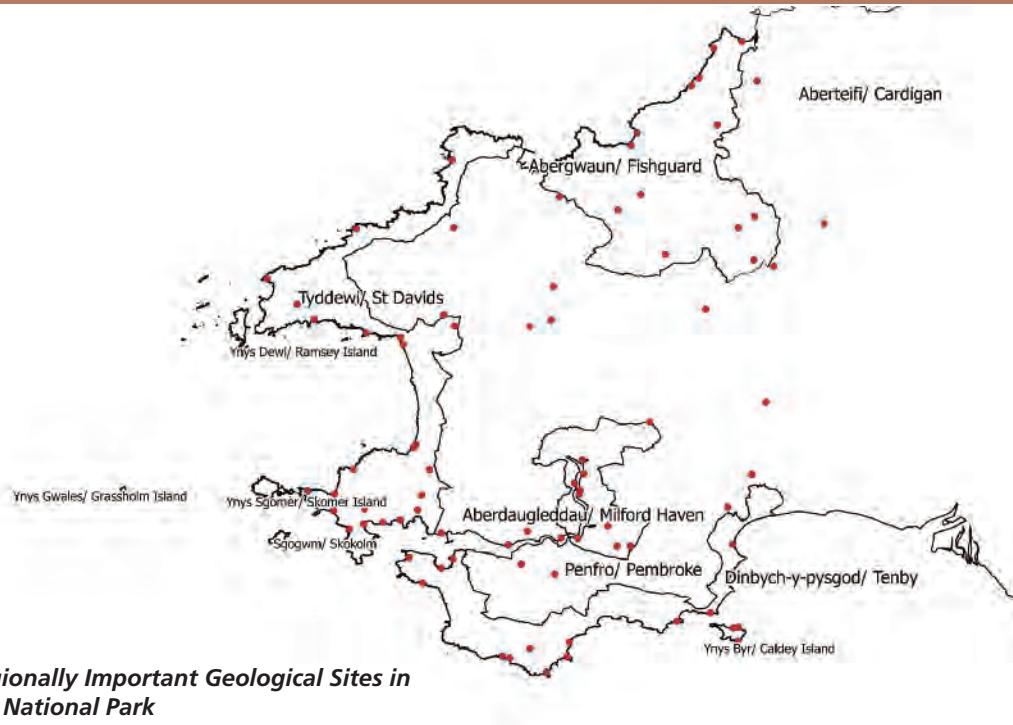 Aberteifi/ Cardigan
Abergwaun/ Fishguard
Tyddewi/ St Davids
Ynys Dewi/ Ramsey Island
Ynys Gwales/ Grassholm Island
Ynys Sgomer/ Skomer Island
Sgogwm/ Skokolm
Aberdaugleddau/ Milford Haven
Penfro/ Pembroke
Dinbych-y-pysgod/ Tenby
Ynys Byr/ Caldey Island
gionally Important Geological Sites in
National Park